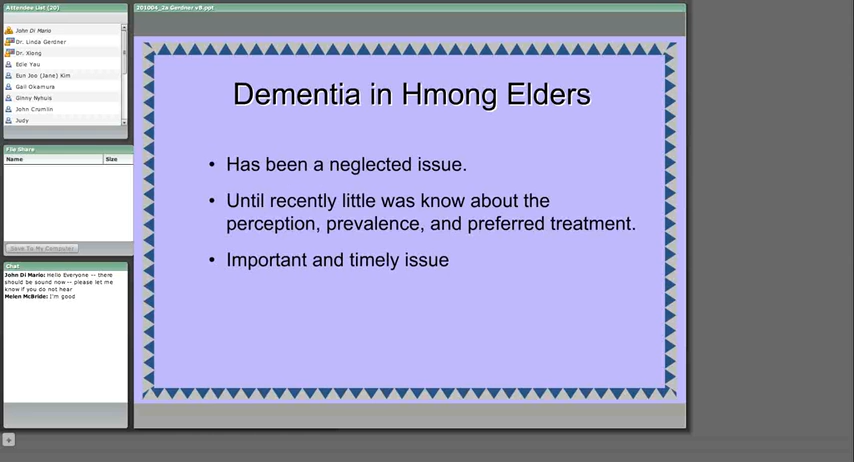 Attendee List (20)
John Di Mario
Dr. Linda Gerdner
Dr. Xiong
Edie Yau
Eun Joo (Jane) Kim
Gail Okamura
Ginny Nyhuis
John Crumlin
Judy
File Share
Name Size
Save To My Computer
Chat
John Di Mario: Hello Everyone -- there
should be sound now -- please let me
know if you do not hear
Melen McBride: I'm good
201004_2a Gerdner v8.ppt
Dementia in Hmong Elders
• Has been a neglected issue.
• Until recently little was know about the
perception, prevalence, and preferred treatment.
• Important and timely issue